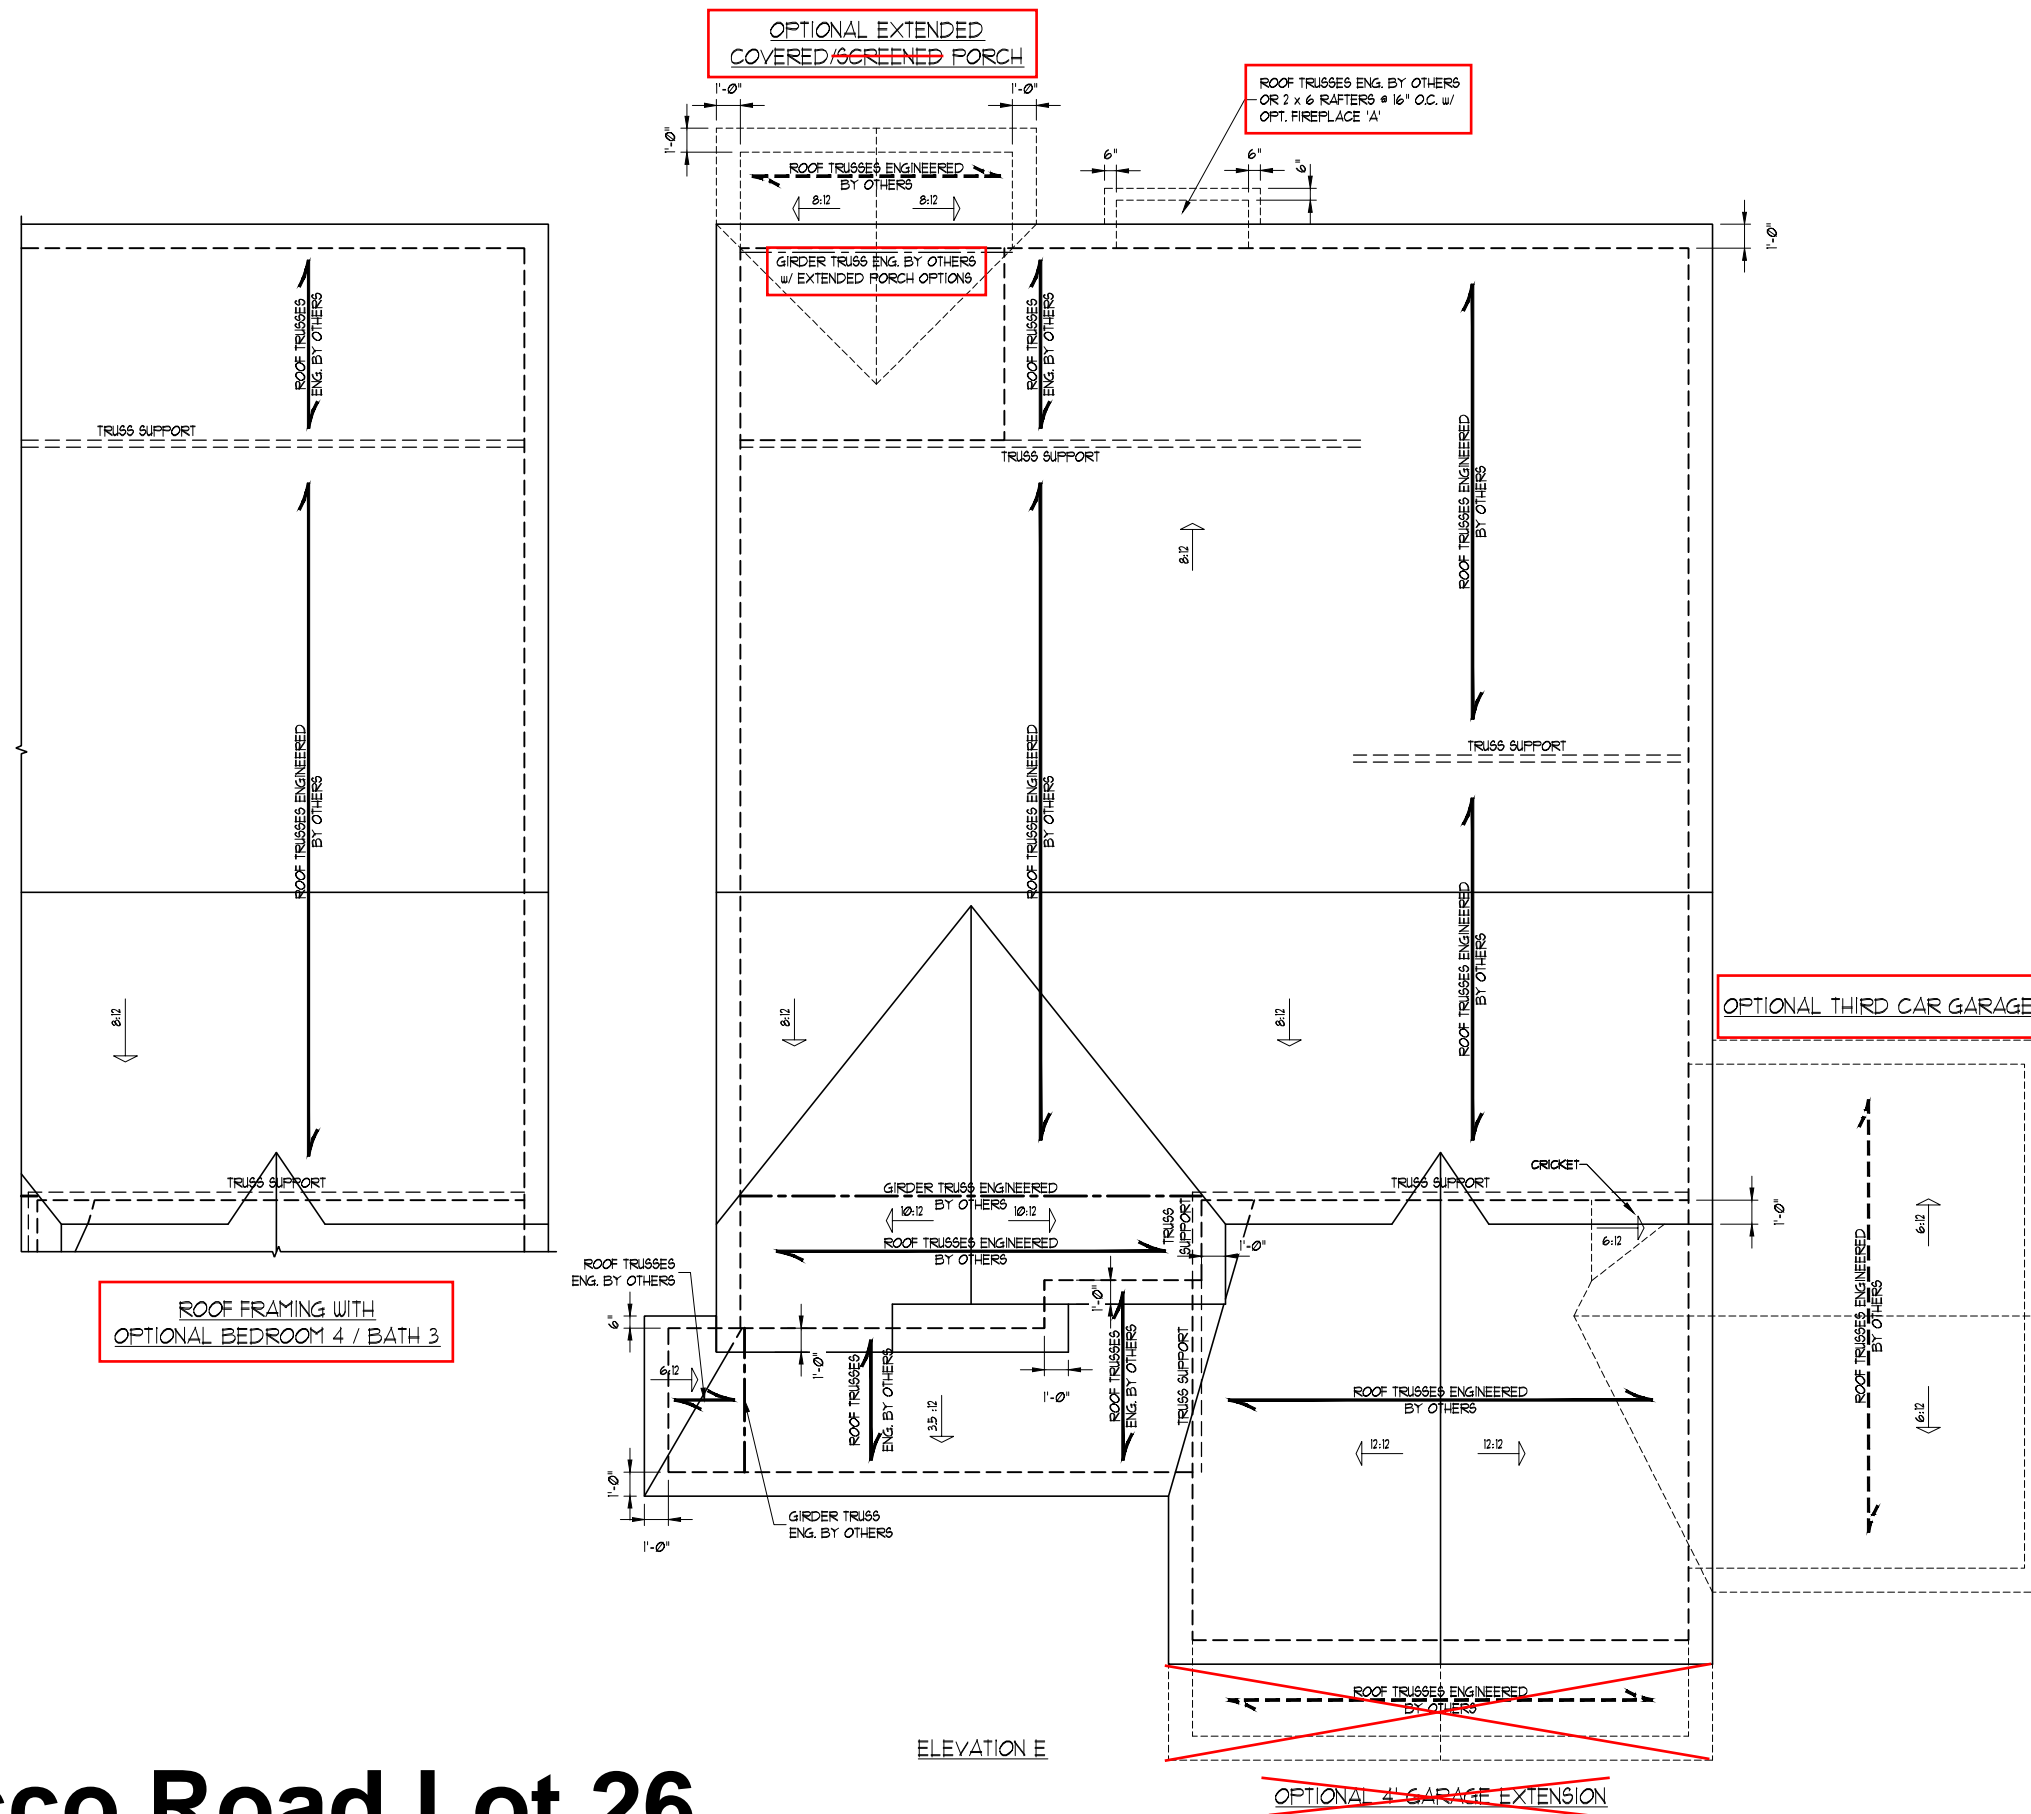 OPTIONAL EXTENDED
COVERED/SCREENED PORCH
1'-0"
1'-0"
1'-0"
ROOF TRUSSES ENG. BY OTHERS
OR 2 x 6 RAFTERS @ 16" O.C. w/
OPT. FIREPLACE 'A'
ROOF TRUSSES ENGINEERED
BY OTHERS
8:12
8:12
6"
6"
6"
1'-0"
GIRDER TRUSS ENG. BY OTHERS
w/ EXTENDED PORCH OPTIONS
ROOF TRUSSES
ENG. BY OTHERS
ROOF TRUSSES
ENG. BY OTHERS
TRUSS SUPPORT
TRUSS SUPPORT
ROOF TRUSSES ENGINEERED
BY OTHERS
8:12
TRUSS SUPPORT
ROOF TRUSSES ENGINEERED
BY OTHERS
ROOF TRUSSES ENGINEERED
BY OTHERS
ROOF TRUSSES ENGINEERED
BY OTHERS
8:12
8:12
8:12
OPTIONAL THIRD CAR GARAGE
TRUSS SUPPORT
GIRDER TRUSS ENGINEERED
BY OTHERS
10:12
10:12
ROOF TRUSSES ENGINEERED
BY OTHERS
TRUSS
SUPPORT
1'-0"
TRUSS SUPPORT
CRICKET
6:12
1'-0"
6:12
ROOF TRUSSES ENGINEERED
BY OTHERS
6:12
ROOF TRUSSES
ENG. BY OTHERS
ROOF FRAMING WITH
OPTIONAL BEDROOM 4 / BATH 3
6"
6:12
1'-0"
1'-0"
1'-0"
ROOF TRUSSES
ENG. BY OTHERS
3.5 :12
ROOF TRUSSES
ENG. BY OTHERS
TRUSS SUPPORT
ROOF TRUSSES ENGINEERED
BY OTHERS
12:12
12:12
1'-0"
1'-0"
GIRDER TRUSS
ENG. BY OTHERS
ROOF TRUSSES ENGINEERED
BY OTHERS
ELEVATION E
OPTIONAL 4' GARAGE EXTENSION
sco Road Lot 26